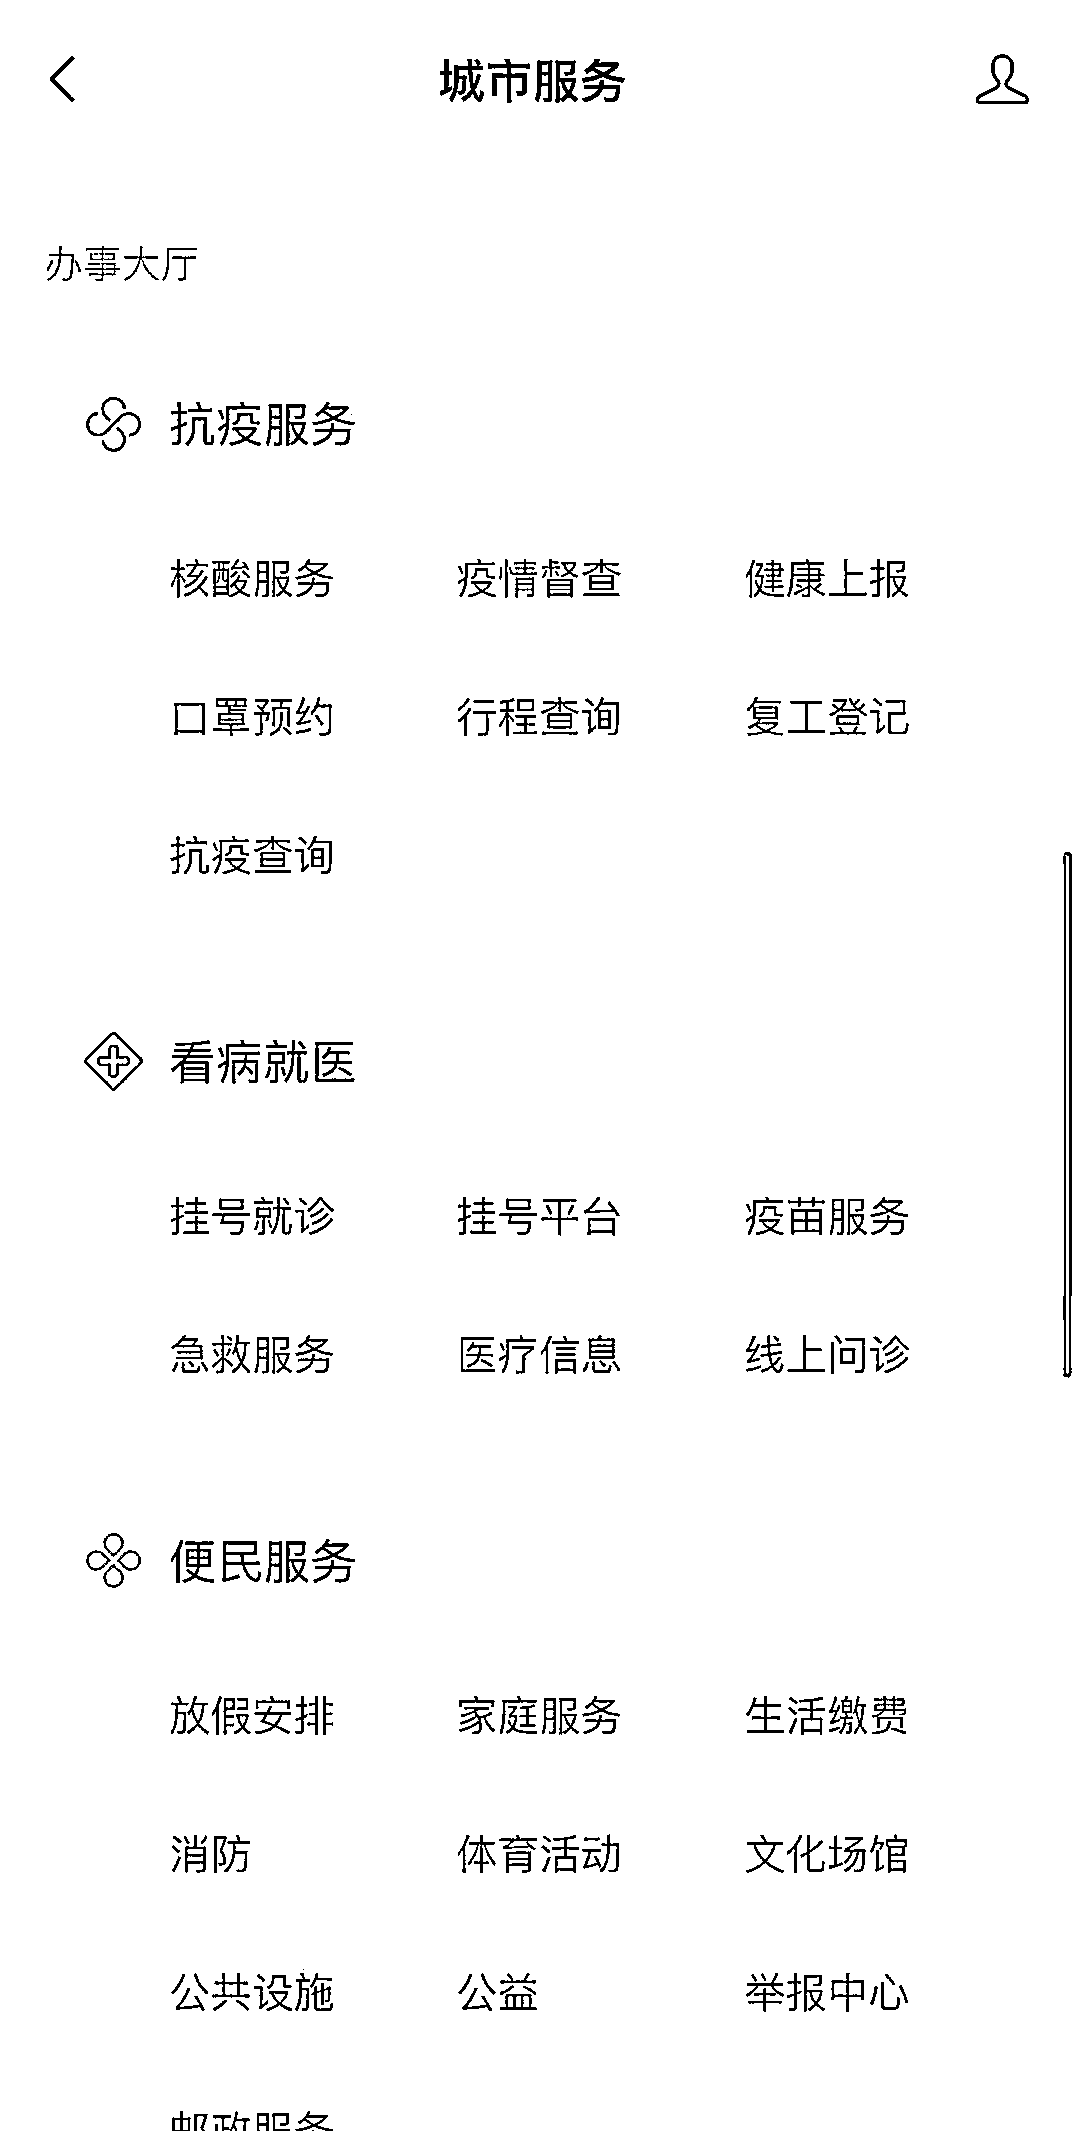 城市服务
办事大厅
抗疫服务
核酸服务 疫情督查 健康上报
口罩预约 行程查询 复工登记
抗疫查询
看病就医
挂号就诊 挂号平台 疫苗服务
急救服务 医疗信息 线上问诊
便民服务
放假安排 家庭服务 生活缴费
消防 体育活动 文化场馆
公共设施 公益 举报中心
邮政服务